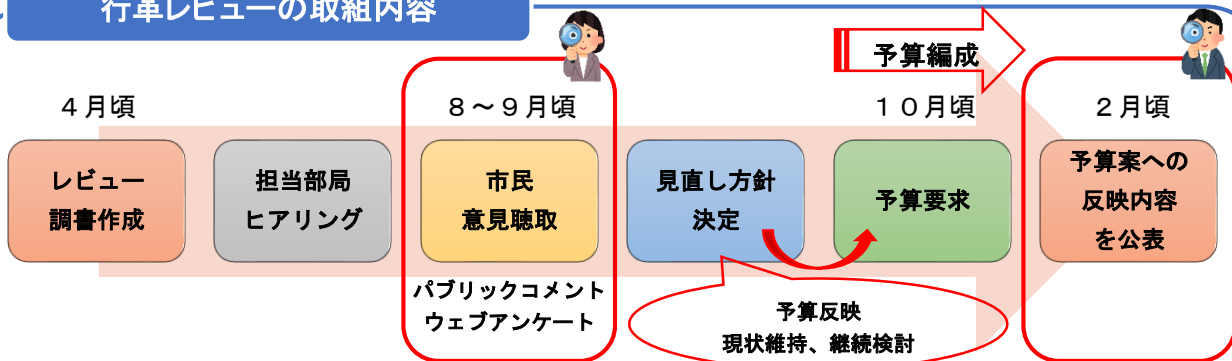 行革レビューの取組内容
予算編成
4月頃
8～9月頃
10月頃
2月頃
レビュー
調書作成
担当部局
ヒアリング
市民
意見聴取
見直し方針
決定
予算要求
予算案への
反映内容
を公表
パブリックコメント
ウェブアンケート
予算反映
現状維持、継続検討